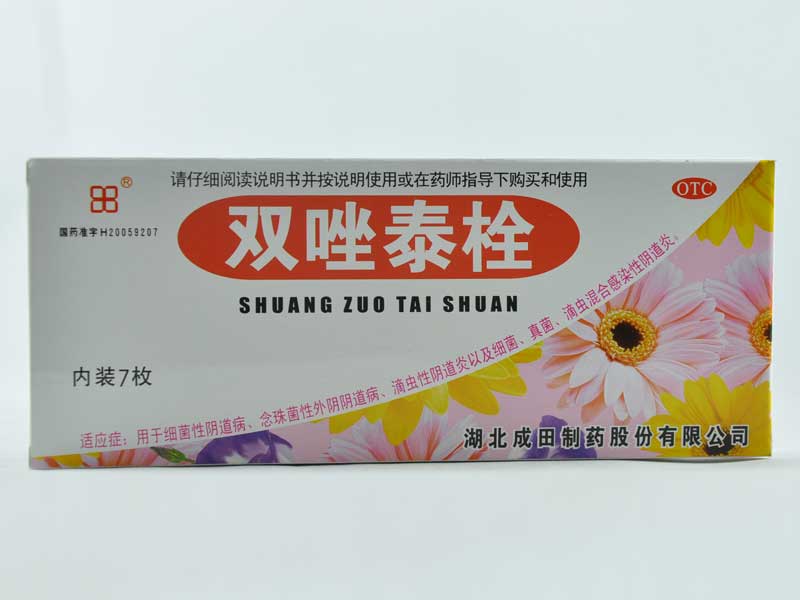 请仔细阅读说明书并按说明使用或在药师指导下购买和使用
OTC
®
国药准字H20059207
双唑泰栓
SHUANG ZUO TAI SHUAN
内装7枚
适应症：用于细菌性阴道病、念珠菌性外阴阴道病、滴虫性阴道炎以及细菌、真菌、滴虫混合感染性阴道炎。
湖北成田制药股份有限公司